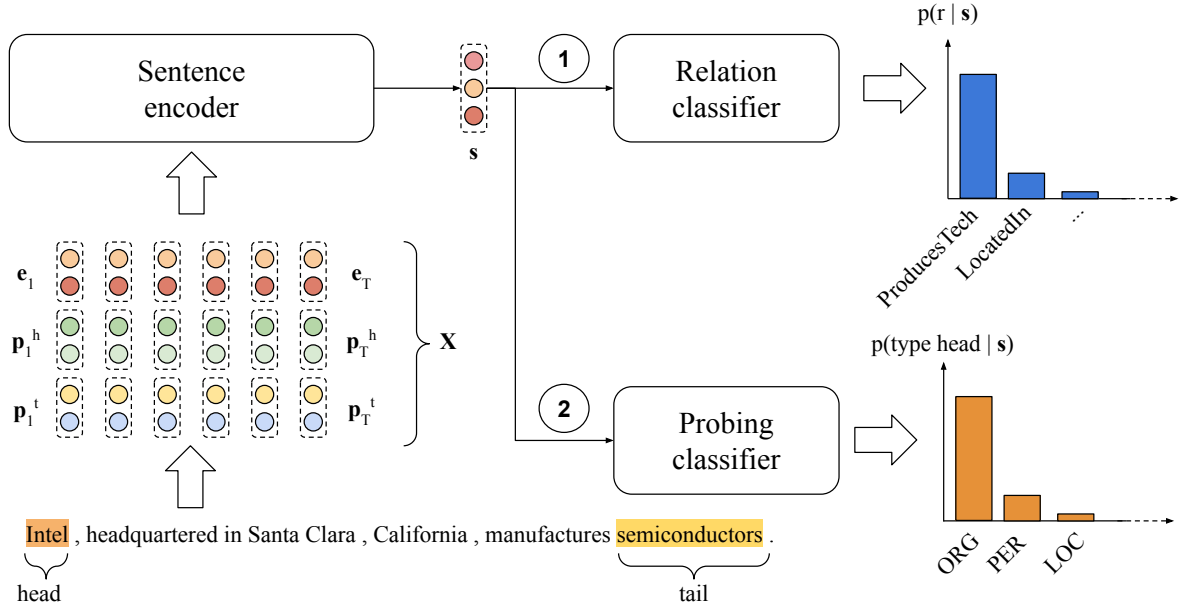 Sentence
encoder
s
1
Relation
classifier
p(r | s)
ProducesTech
LocatedIn
...
e1
eT
p1h
pTh
X
p1t
pTt
2
Probing
classifier
p(type head | s)
ORG
PER
LOC
Intel , headquartered in Santa Clara , California , manufactures semiconductors .
head
tail